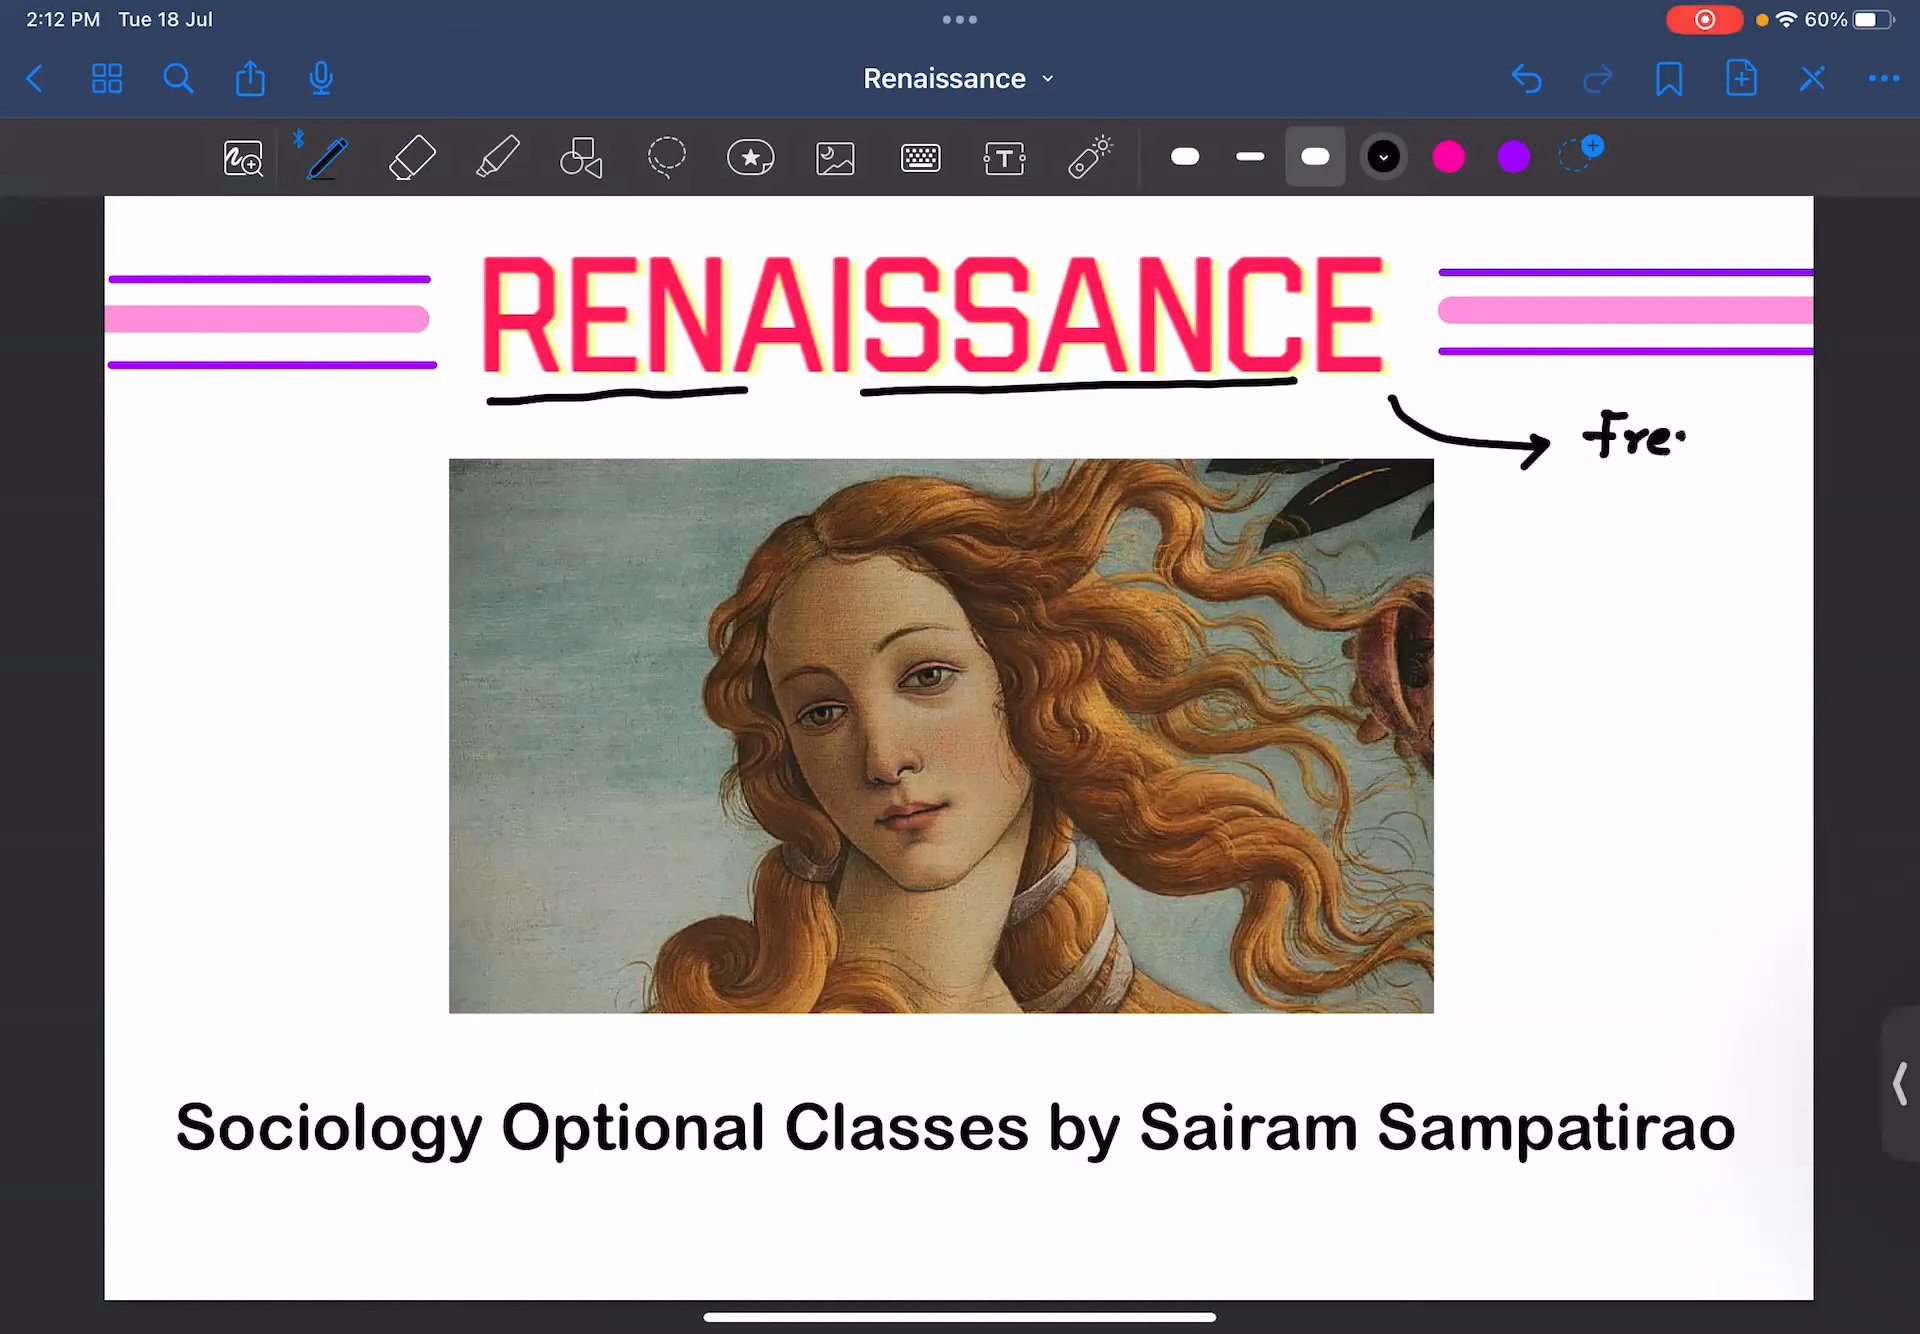 2:12 PM Tue 18 Jul
60%
Renaissance
T
RENAISSANCE
Fre
Sociology Optional Classes by Sairam Sampatirao